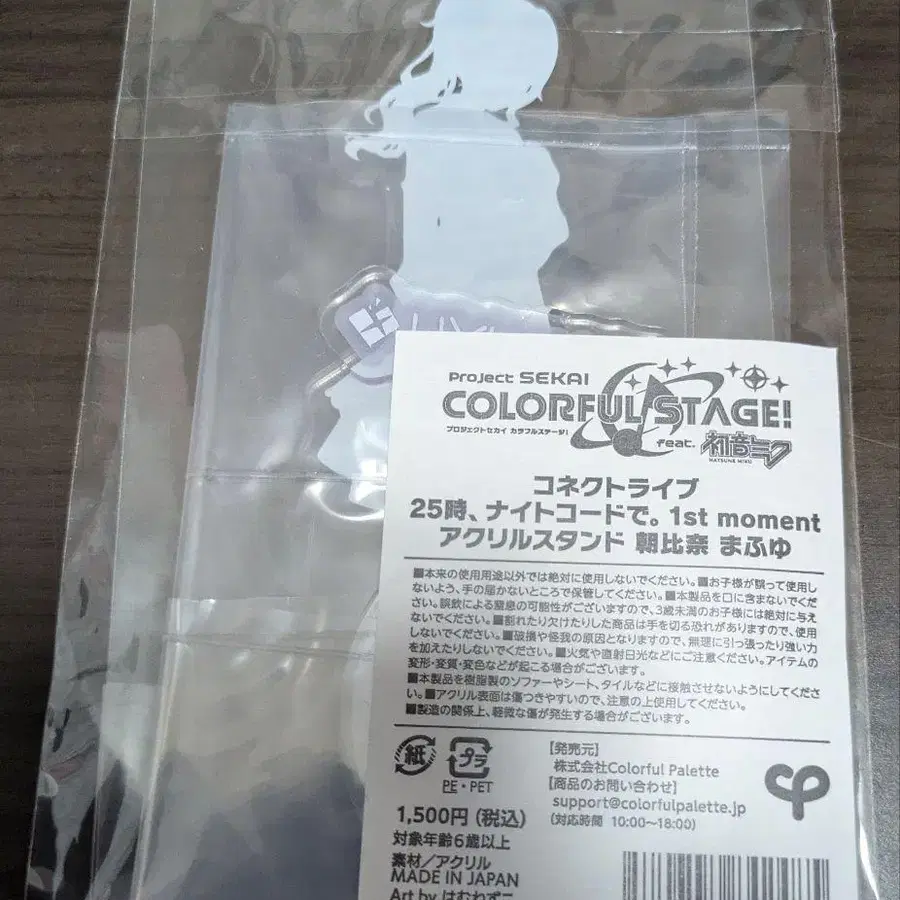 Project SEKAI
COLORFUL STAGE!
プロジェクトセカイ カラフルステージ!
feat. 初音ミク
HATSUNE MIKU
コネクトライブ
25時、ナイトコードで。1st moment
アクリルスタンド 朝比奈 まふゆ
■本来の使用用途以外では絶対に使用しないでください。■お子様が誤って使用し
ないよう、手の届かないところで保管してください。■本製品を口に含まないでくだ
さい。誤飲による窒息の可能性がございますので、3歳未満のお子様には絶対に与え
ないでください。■割れたり欠けたりした商品は手を切る恐れがありますので、使用
しないでください。■破損や怪我の原因となりますので、無理に引っ張ったり強い力
を加えたりしないでください。■火気や直射日光などにご注意ください。アイテムの
変形・変質・変色などが起こる場合がございます。
■本製品を樹脂製のソファーやシート、タイルなどに接触させないようにしてくださ
い。■アクリル表面は傷つきやすいので、注意の上使用してください。
■製造の関係上、軽微な傷が発生する場合がございます。
紙
プラ
PE・PET
【発売元】
株式会社Colorful Palette
【商品のお問い合わせ】
support@colorfulpalette.jp
(対応時間 10:00〜18:00)
cp
1,500円(税込)
対象年齢6歳以上
素材/アクリル
MADE IN JAPAN
Art by はむねずこ